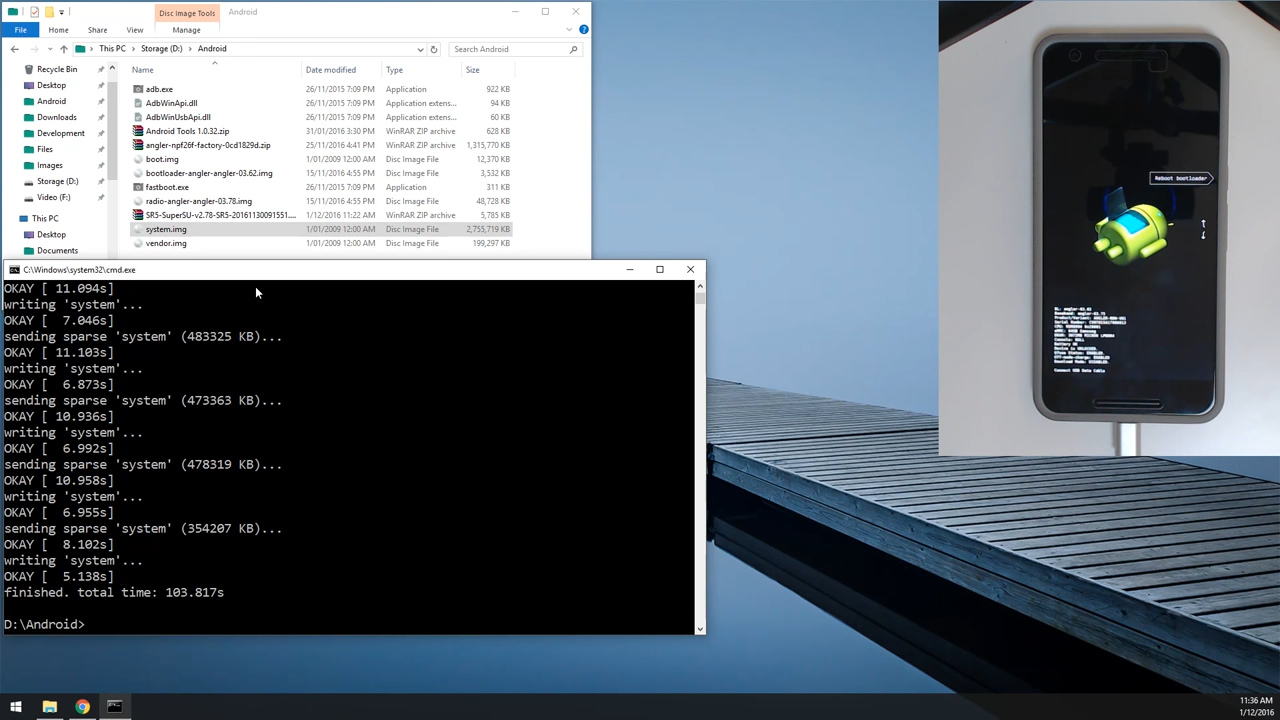 Disc Image Tools
Android
File
Home
Share
View
Manage
This PC
Storage (D:)
Android
Search Android
Name
Date modified
Type
Size
Recycle Bin
Desktop
Android
Downloads
Development
Files
Images
Storage (D:)
Video (F:)
This PC
Desktop
Documents
adb.exe 26/11/2015 7:09 PM Application 922 KB
AdbWinApi.dll 26/11/2015 7:09 PM Application extens... 94 KB
AdbWinUsbApi.dll 26/11/2015 7:09 PM Application extens... 60 KB
Android Tools 1.0.32.zip 31/01/2016 3:30 PM WinRAR ZIP archive 628 KB
angler-npf26f-factory-0cd1829d.zip 25/11/2016 4:41 PM WinRAR ZIP archive 1,315,770 KB
boot.img 1/01/2009 12:00 AM Disc Image File 12,370 KB
bootloader-angler-angler-03.62.img 15/11/2016 4:55 PM Disc Image File 3,532 KB
fastboot.exe 26/11/2015 7:09 PM Application 311 KB
radio-angler-angler-03.78.img 15/11/2016 4:55 PM Disc Image File 48,728 KB
SR5-SuperSU-v2.78-SR5-20161130091551.... 1/12/2016 11:22 AM WinRAR ZIP archive 5,785 KB
system.img 1/01/2009 12:00 AM Disc Image File 2,755,719 KB
vendor.img 1/01/2009 12:00 AM Disc Image File 199,297 KB
C:\Windows\system32\cmd.exe
OKAY [ 11.094s]
writing 'system'...
OKAY [  7.046s]
sending sparse 'system' (483325 KB)...
OKAY [ 11.103s]
writing 'system'...
OKAY [  6.873s]
sending sparse 'system' (473363 KB)...
OKAY [ 10.936s]
writing 'system'...
OKAY [  6.992s]
sending sparse 'system' (478319 KB)...
OKAY [ 10.958s]
writing 'system'...
OKAY [  6.955s]
sending sparse 'system' (354207 KB)...
OKAY [  8.102s]
writing 'system'...
OKAY [  5.138s]
finished. total time: 103.817s
D:\Android>
Reboot bootloader
Connect USB Data Cable
11:36 AM
1/12/2016